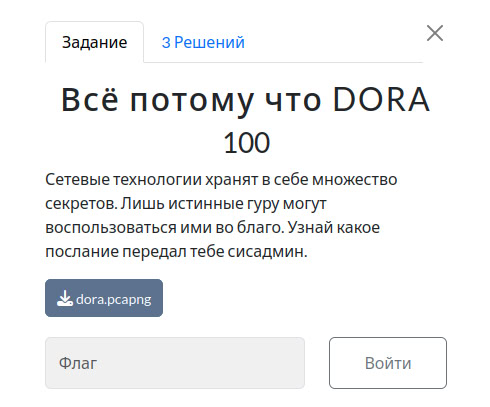 Задание
3 Решений
Всё потому что DORA
100
Сетевые технологии хранят в себе множество
секретов. Лишь истинные гуру могут
воспользоваться ими во благо. Узнай какое
послание передал тебе сисадмин.
dora.pcapng
Флаг
Войти